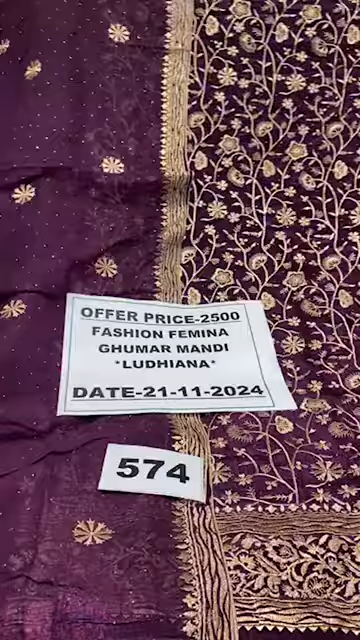 OFFER PRICE-2500
FASHION FEMINA
GHUMAR MANDI
*LUDHIANA*
DATE-21-11-2024
574